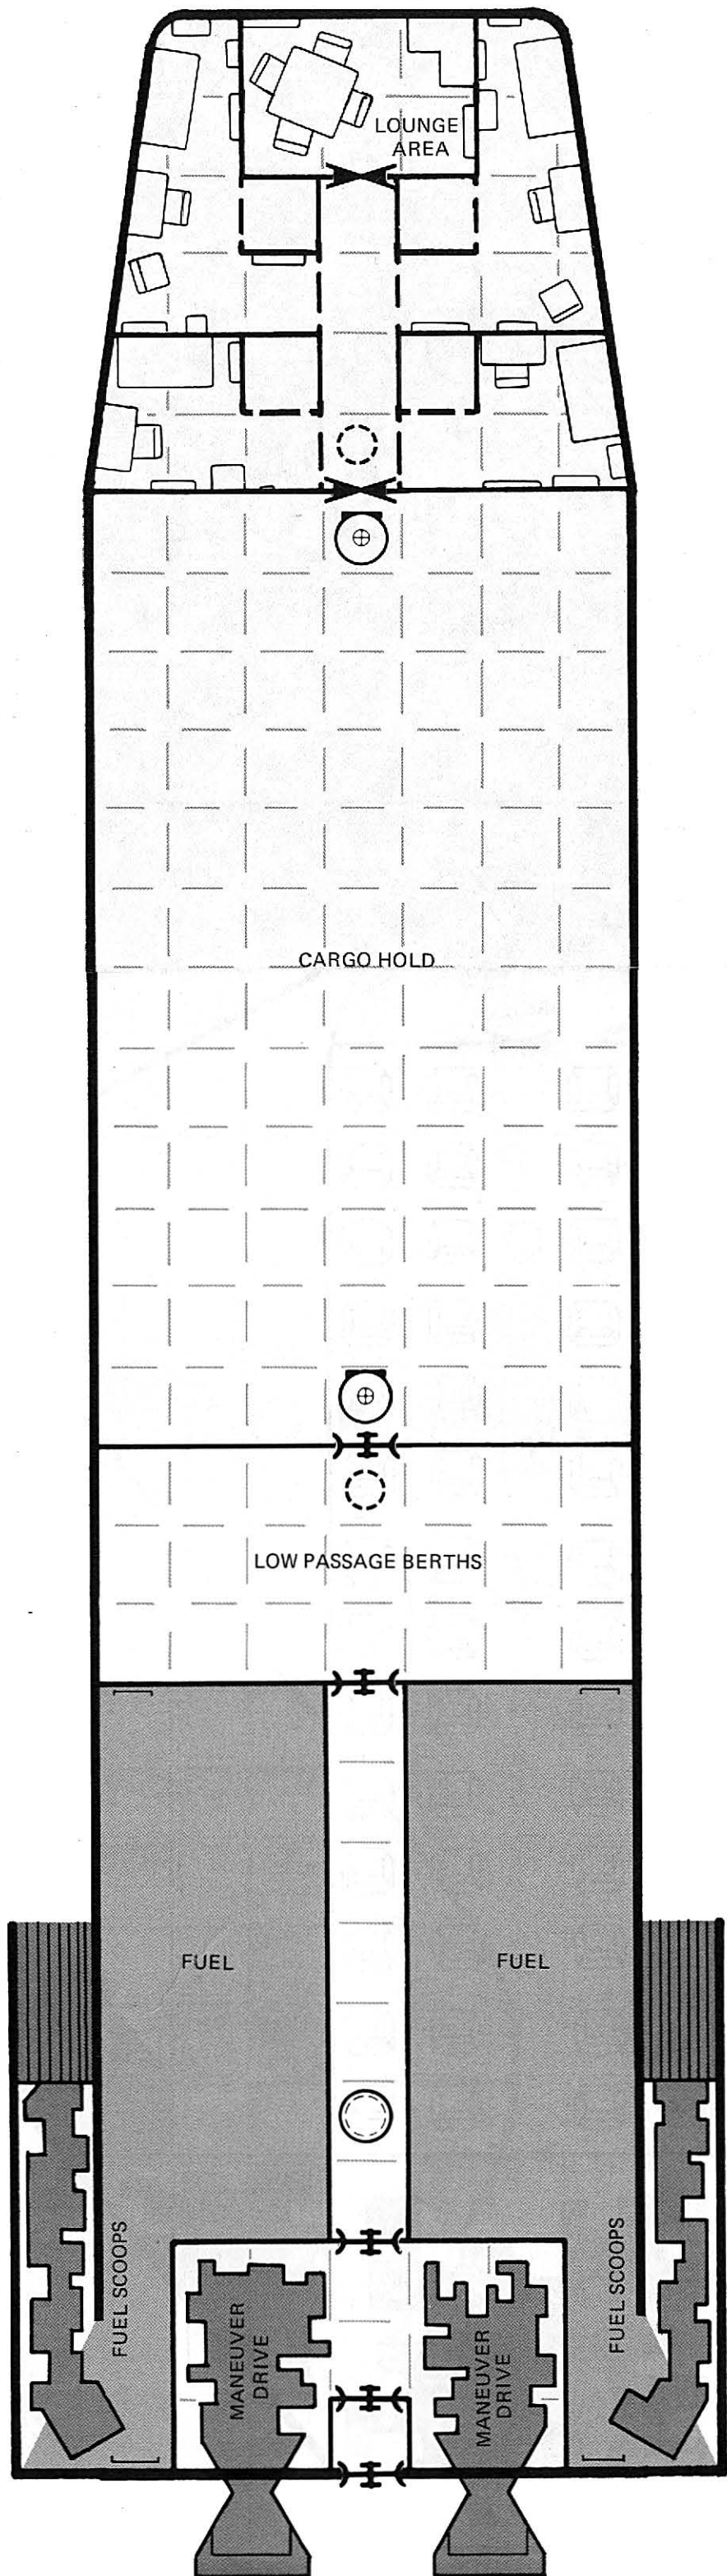 LOUNGE
AREA
CARGO HOLD
LOW PASSAGE BERTHS
FUEL
FUEL
FUEL SCOOPS
FUEL SCOOPS
MANEUVER
DRIVE
MANEUVER
DRIVE